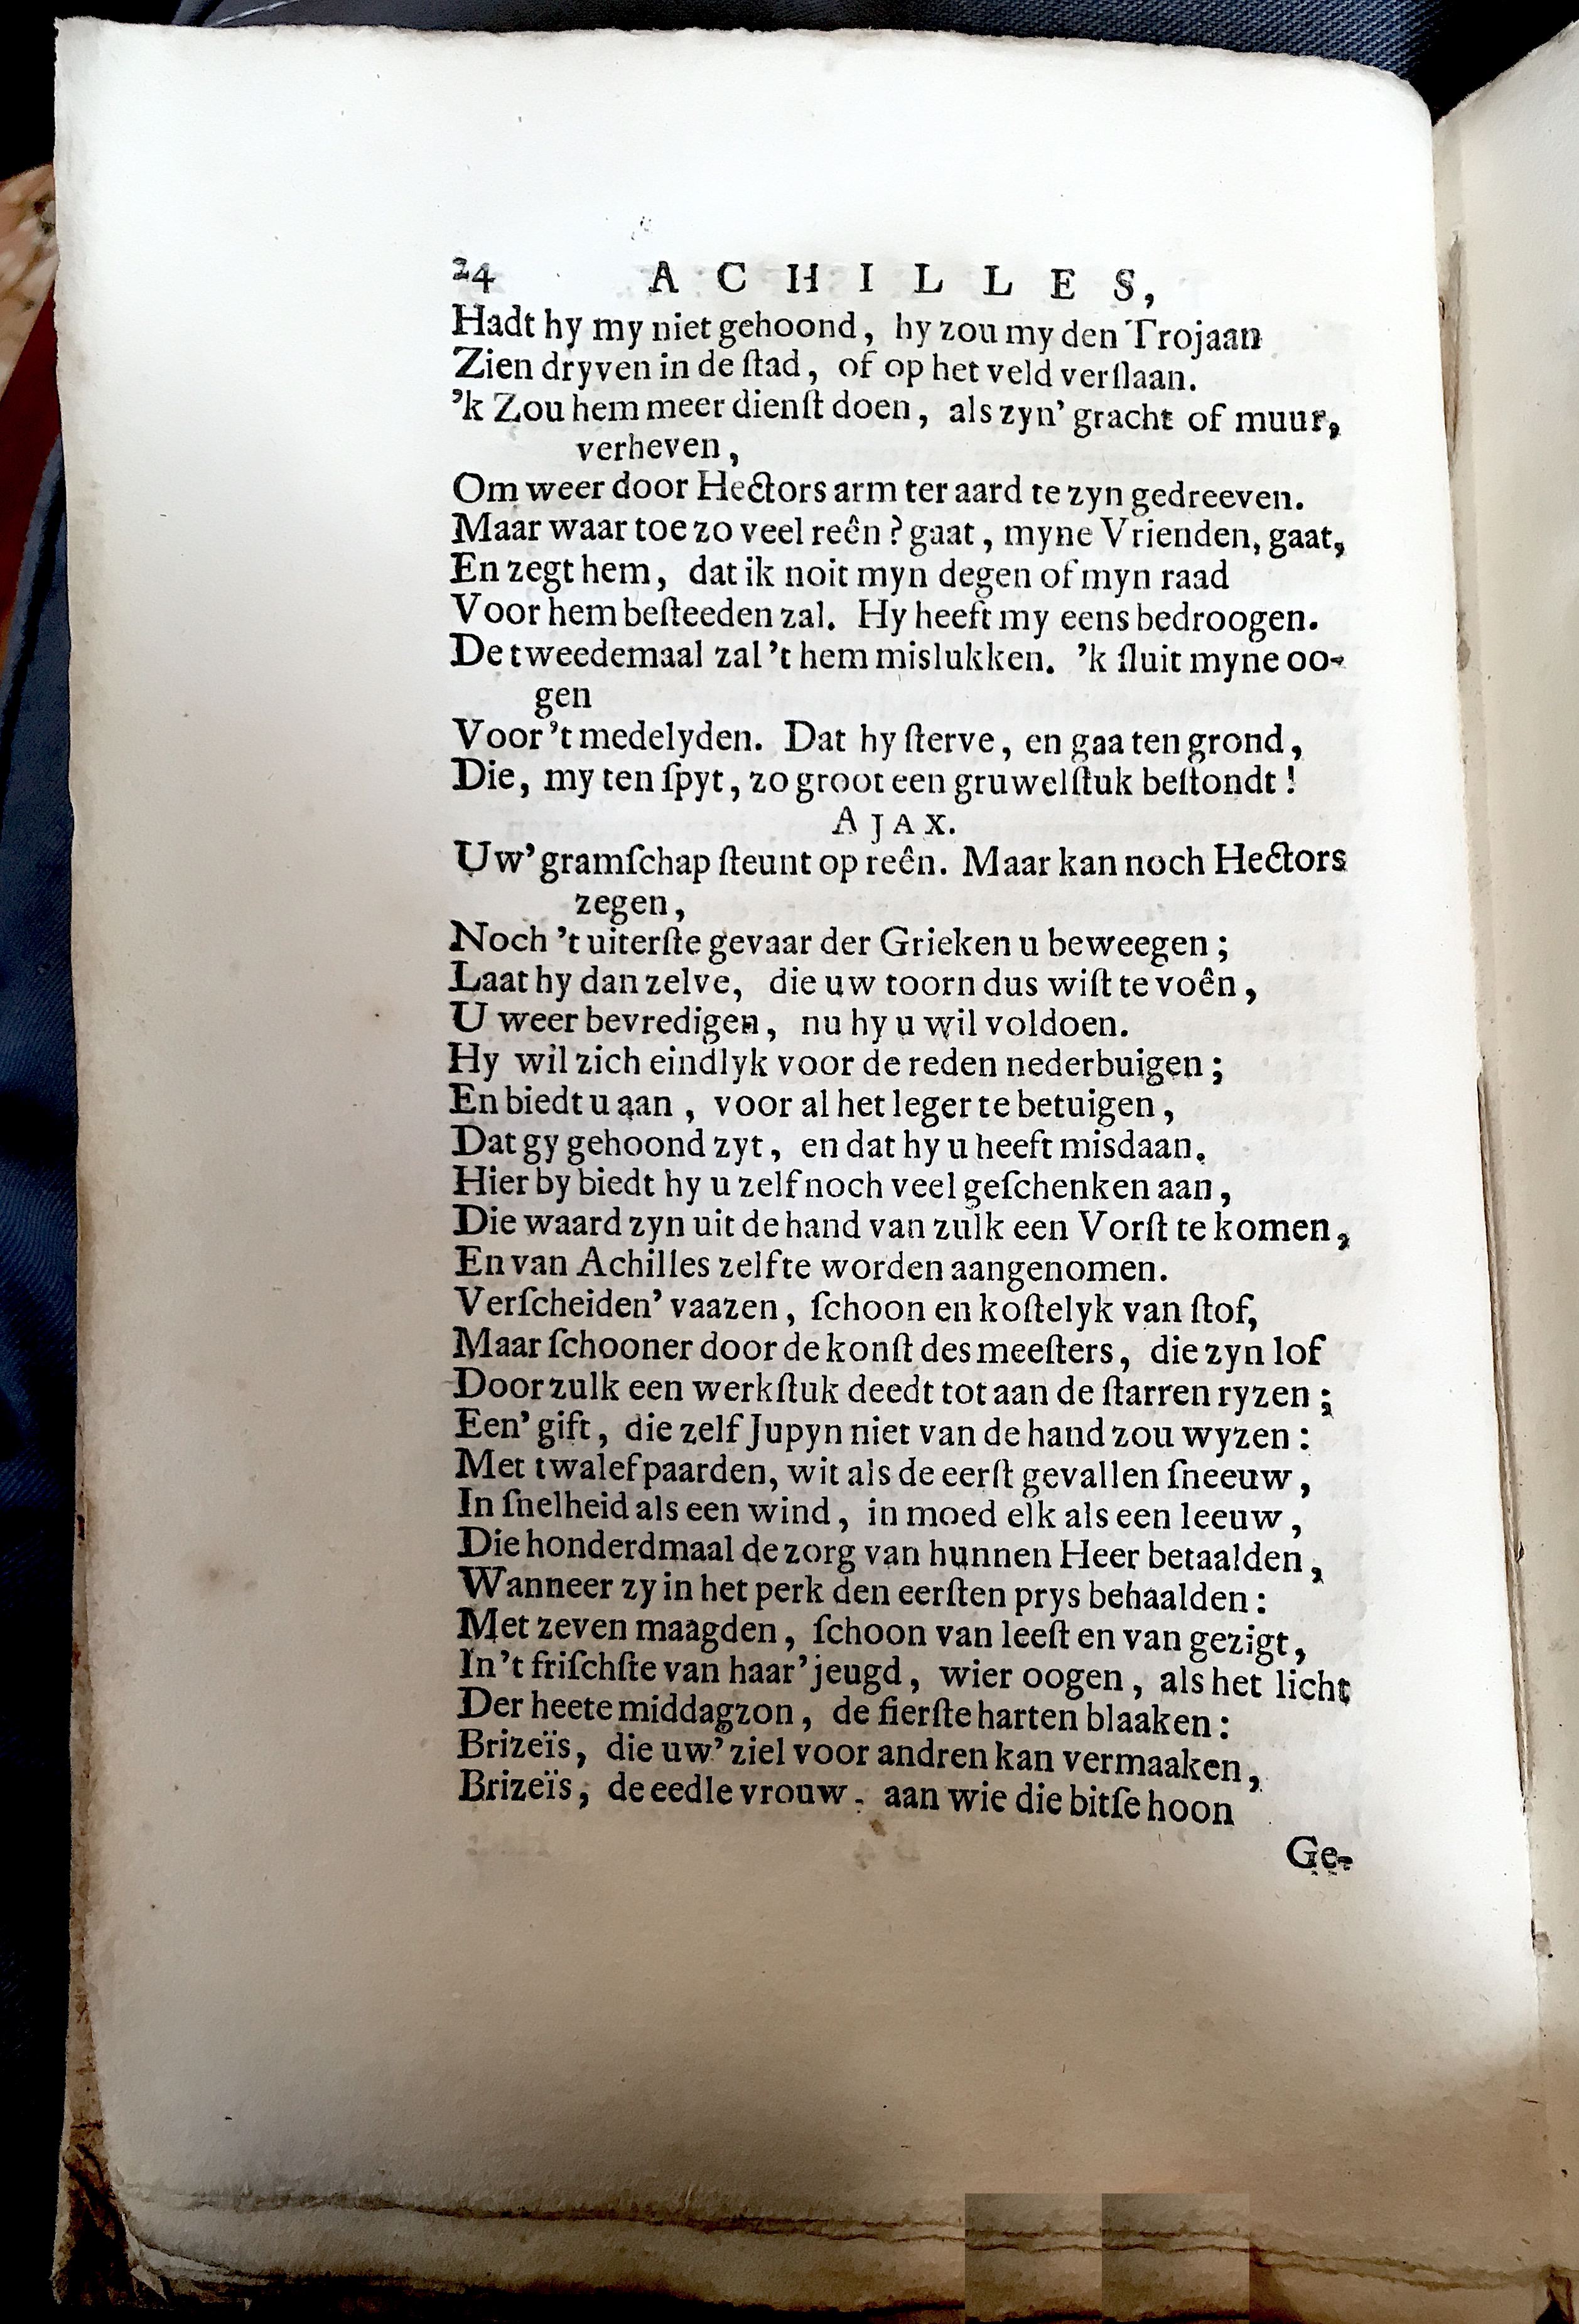 24 ACHILLES,
Hadt hy my niet gehoond, hy zou my den Trojaan
Zien dryven in de ſtad, of op het veld verſlaan.
’k Zou hem meer dienſt doen, als zyn’ gracht of muur,
verheven,
Om weer door Hectors arm ter aard te zyn gedreeven.
Maar waar toe zo veel reên? gaat, myne Vrienden, gaat,
En zegt hem, dat ik noit myn degen of myn raad
Voor hem beſteeden zal. Hy heeft my eens bedroogen.
De tweedemaal zal ’t hem mislukken. ’k ſluit myne oo-
gen
Voor ’t medelyden. Dat hy ſterve, en gaa ten grond,
Die, my ten ſpyt, zo groot een gruwelſtuk beſtondt!
AJAX.
Uw’ gramſchap ſteunt op reên. Maar kan noch Hectors
zegen,
Noch ’t uiterſte gevaar der Grieken u beweegen;
Laat hy dan zelve, die uw toorn dus wiſt te voên,
U weer bevredigen, nu hy u wil voldoen.
Hy wil zich eindlyk voor de reden nederbuigen;
En biedt u aan, voor al het leger te betuigen,
Dat gy gehoond zyt, en dat hy u heeft misdaan.
Hier by biedt hy u zelf noch veel geſchenken aan,
Die waard zyn uit de hand van zulk een Vorſt te komen,
En van Achilles zelf te worden aangenomen.
Verſcheiden’ vaazen, ſchoon en koſtelyk van ſtof,
Maar ſchooner door de konſt des meeſters, die zyn lof
Door zulk een werkſtuk deedt tot aan de ſtarren ryzen;
Een’ gift, die zelf Jupyn niet van de hand zou wyzen:
Met twalef paarden, wit als de eerſt gevallen ſneeuw,
In ſnelheid als een wind, in moed elk als een leeuw,
Die honderdmaal de zorg van hunnen Heer betaalden,
Wanneer zy in het perk den eerſten prys behaalden:
Met zeven maagden, ſchoon van leeſt en van gezigt,
In ’t friſchſte van haar’ jeugd, wier oogen, als het licht
Der heete middagzon, de fierſte harten blaaken:
Brizeïs, die uw’ ziel voor andren kan vermaaken,
Brizeïs, de eedle vrouw, aan wie die bitſe hoon
Ge-